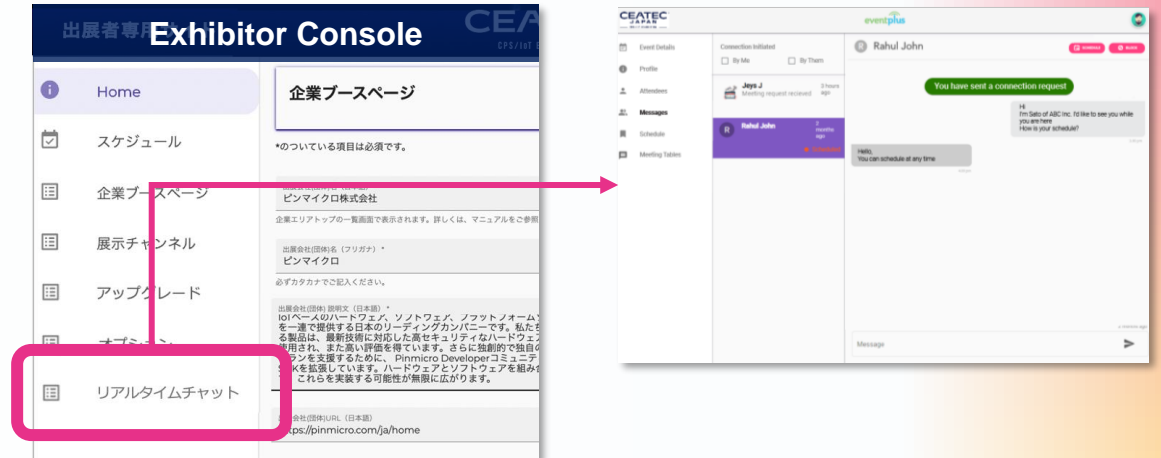 出展者専用
Exhibitor Console
CEA
CPS/IoT
Home
スケジュール
企業ブースページ
展示チャンネル
アップグレード
オプション
リアルタイムチャット
企業ブースページ
*のついている項目は必須です。
ピンマイクロ株式会社
企業エリアトップの一覧画面で表示されます。詳しくは、マニュアルをご参照
出展会社(団体)名（フリガナ）*
ピンマイクロ
必ずカタカナでご記入ください。
出展会社(団体) 説明文（日本語）*
IoTベースのハードウェア、ソフトウェア、プラットフォーム
を一連で提供する日本のリーディングカンパニーです。私たち
る製品は、最新技術に対応した高セキュリティなハードウェ
使用され、また高い評価を得ています。さらに独創的で独自の
ランを支援するために、 Pinmicro Developerコミュニテ
Kを拡張しています。ハードウェアとソフトウェアを組み合
これらを実装する可能性が無限に広がります。
会社(団体)URL（日本語）
ps://pinmicro.com/ja/home
CEATEC
JAPAN
eventplus
Event Details
Profile
Attendees
Messages
Schedule
Meeting Tables
Connection Initiated
By Me
By Them
Jeys J
Meeting request recieved
3 hours ago
R
Rahul John
2 months ago
R
Rahul John
You have sent a connection request
Hi
I'm Sato of ABC Inc. I'd like to see you while
you are here
How is your schedule?
Hello,
You can schedule at any time
2 months ago
Message